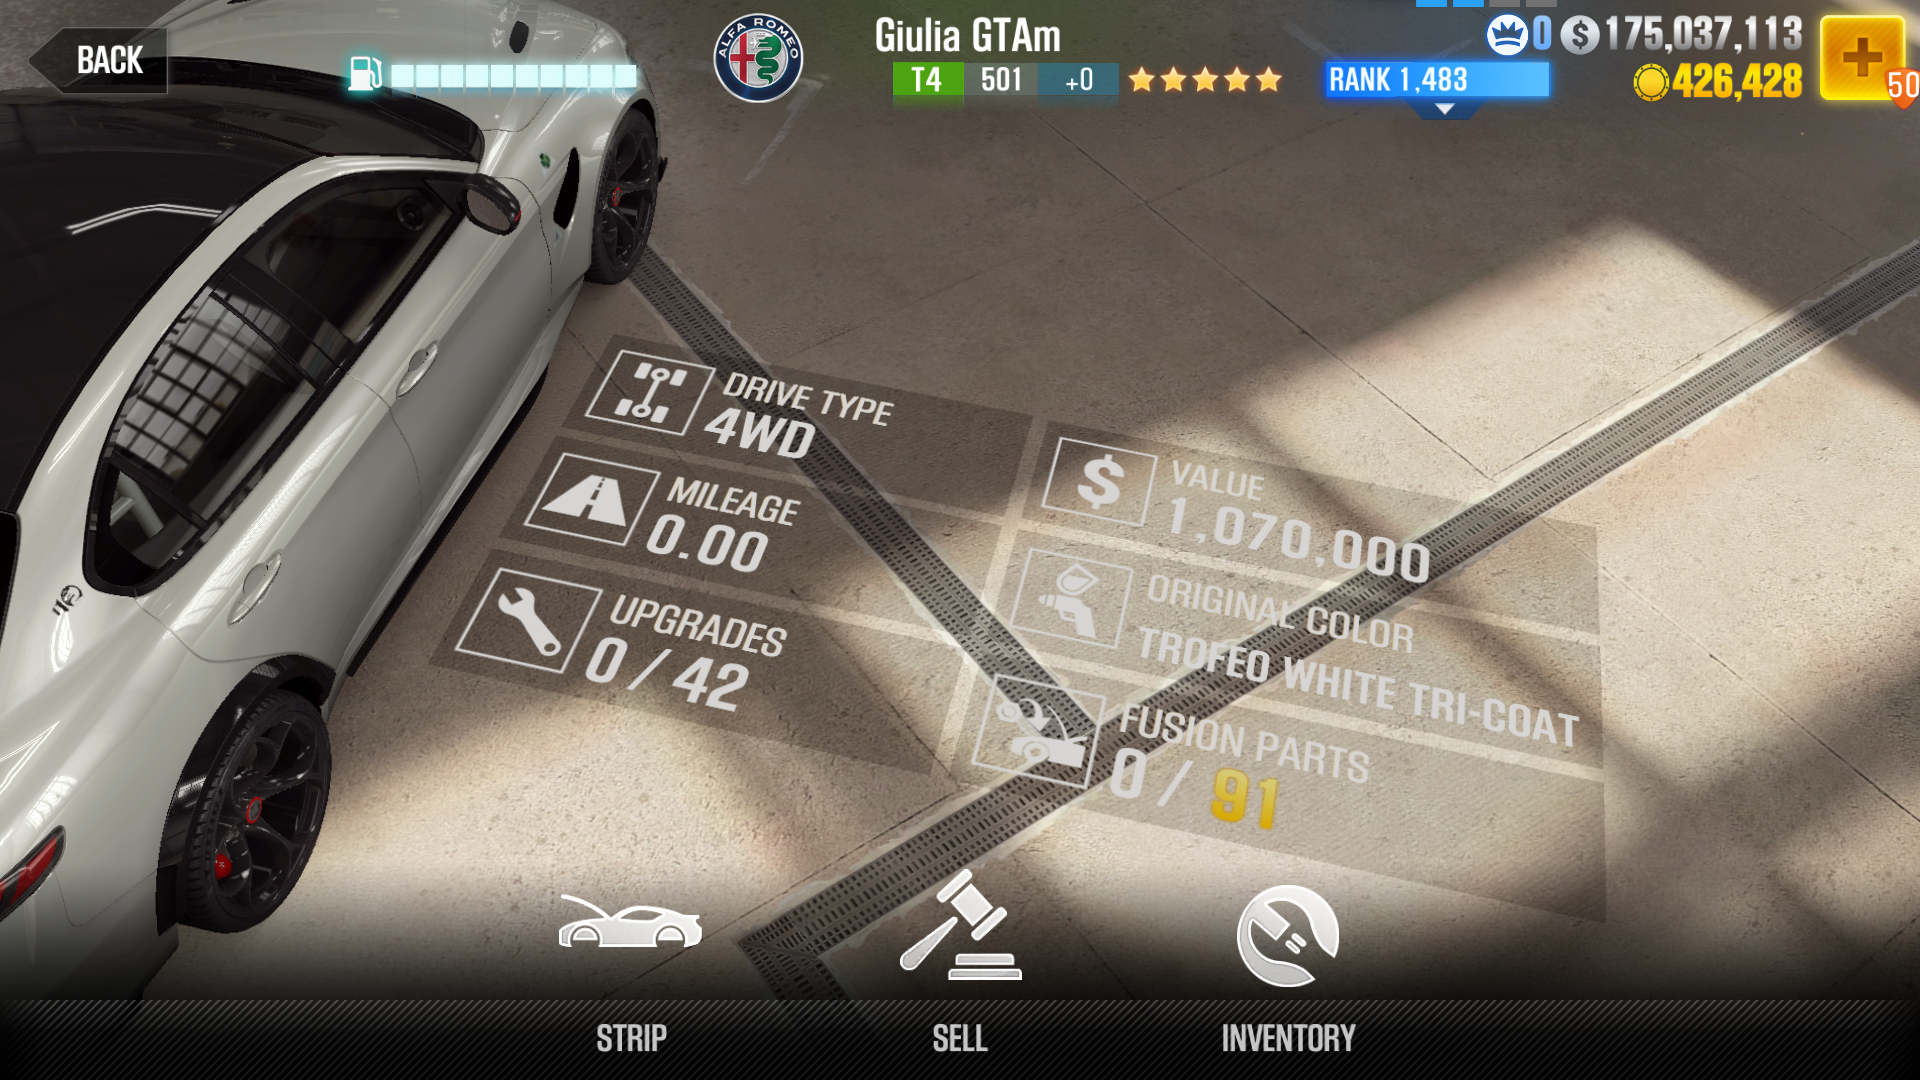 BACK
ALFA ROMEO
Giulia GTAm
T4 501 +0
RANK 1,483
0
175,037,113
426,428
50
DRIVE TYPE
4WD
MILEAGE
0.00
UPGRADES
0 / 42
VALUE
1,070,000
ORIGINAL COLOR
TROFEO WHITE TRI-COAT
FUSION PARTS
0 / 91
STRIP
SELL
INVENTORY